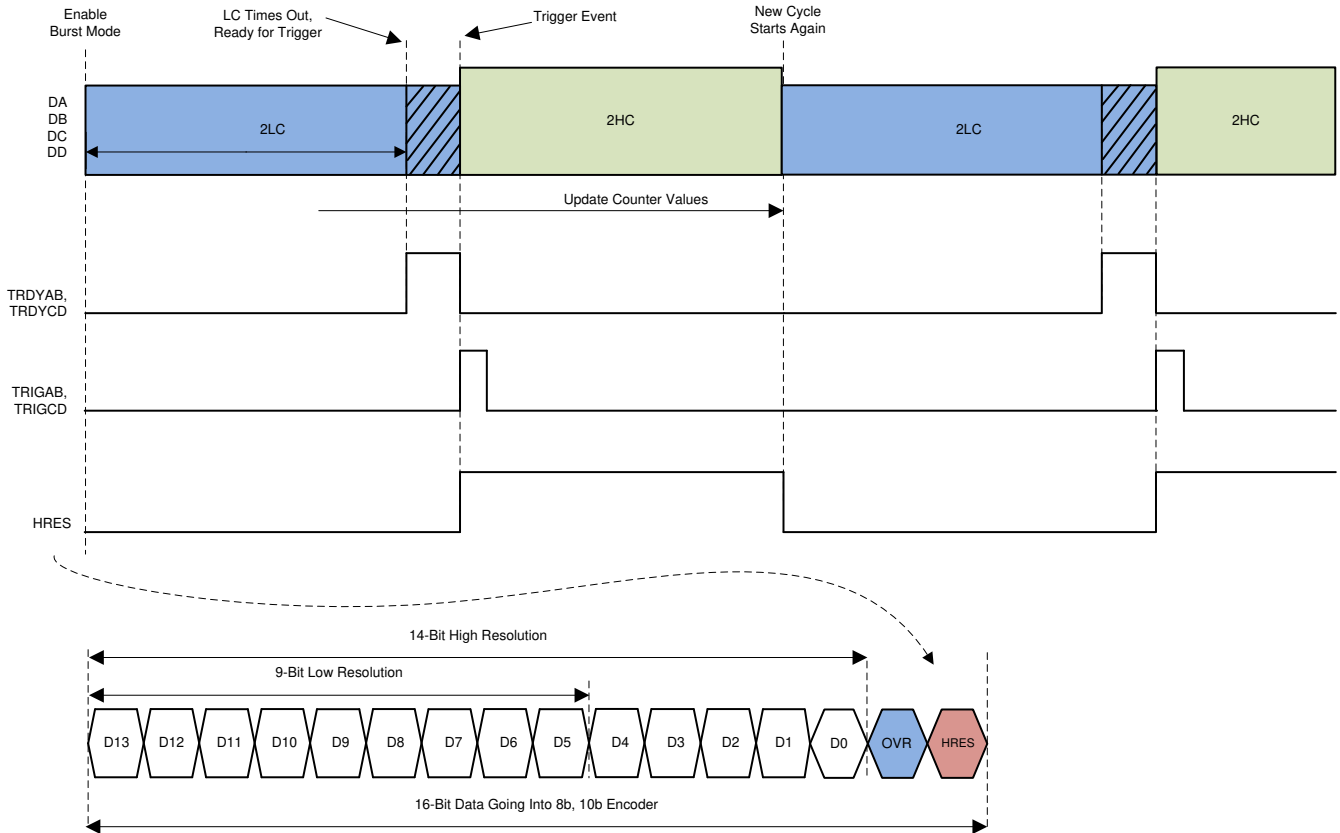 Enable
Burst Mode
LC Times Out,
Ready for Trigger
Trigger Event
New Cycle
Starts Again
DA
DB
DC
DD
2LC
2HC
2LC
2HC
Update Counter Values
TRDYAB,
TRDYCD
TRIGAB,
TRIGCD
HRES
14-Bit High Resolution
9-Bit Low Resolution
D13 D12 D11 D10 D9 D8 D7 D6 D5 D4 D3 D2 D1 D0 OVR HRES
16-Bit Data Going Into 8b, 10b Encoder